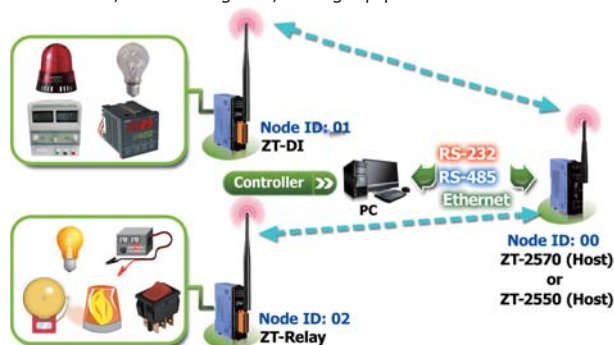 Node ID: 01
ZT-DI
Controller
PC
RS-232
RS-485
Ethernet
Node ID: 00
ZT-2570 (Host)
or
ZT-2550 (Host)
Node ID: 02
ZT-Relay